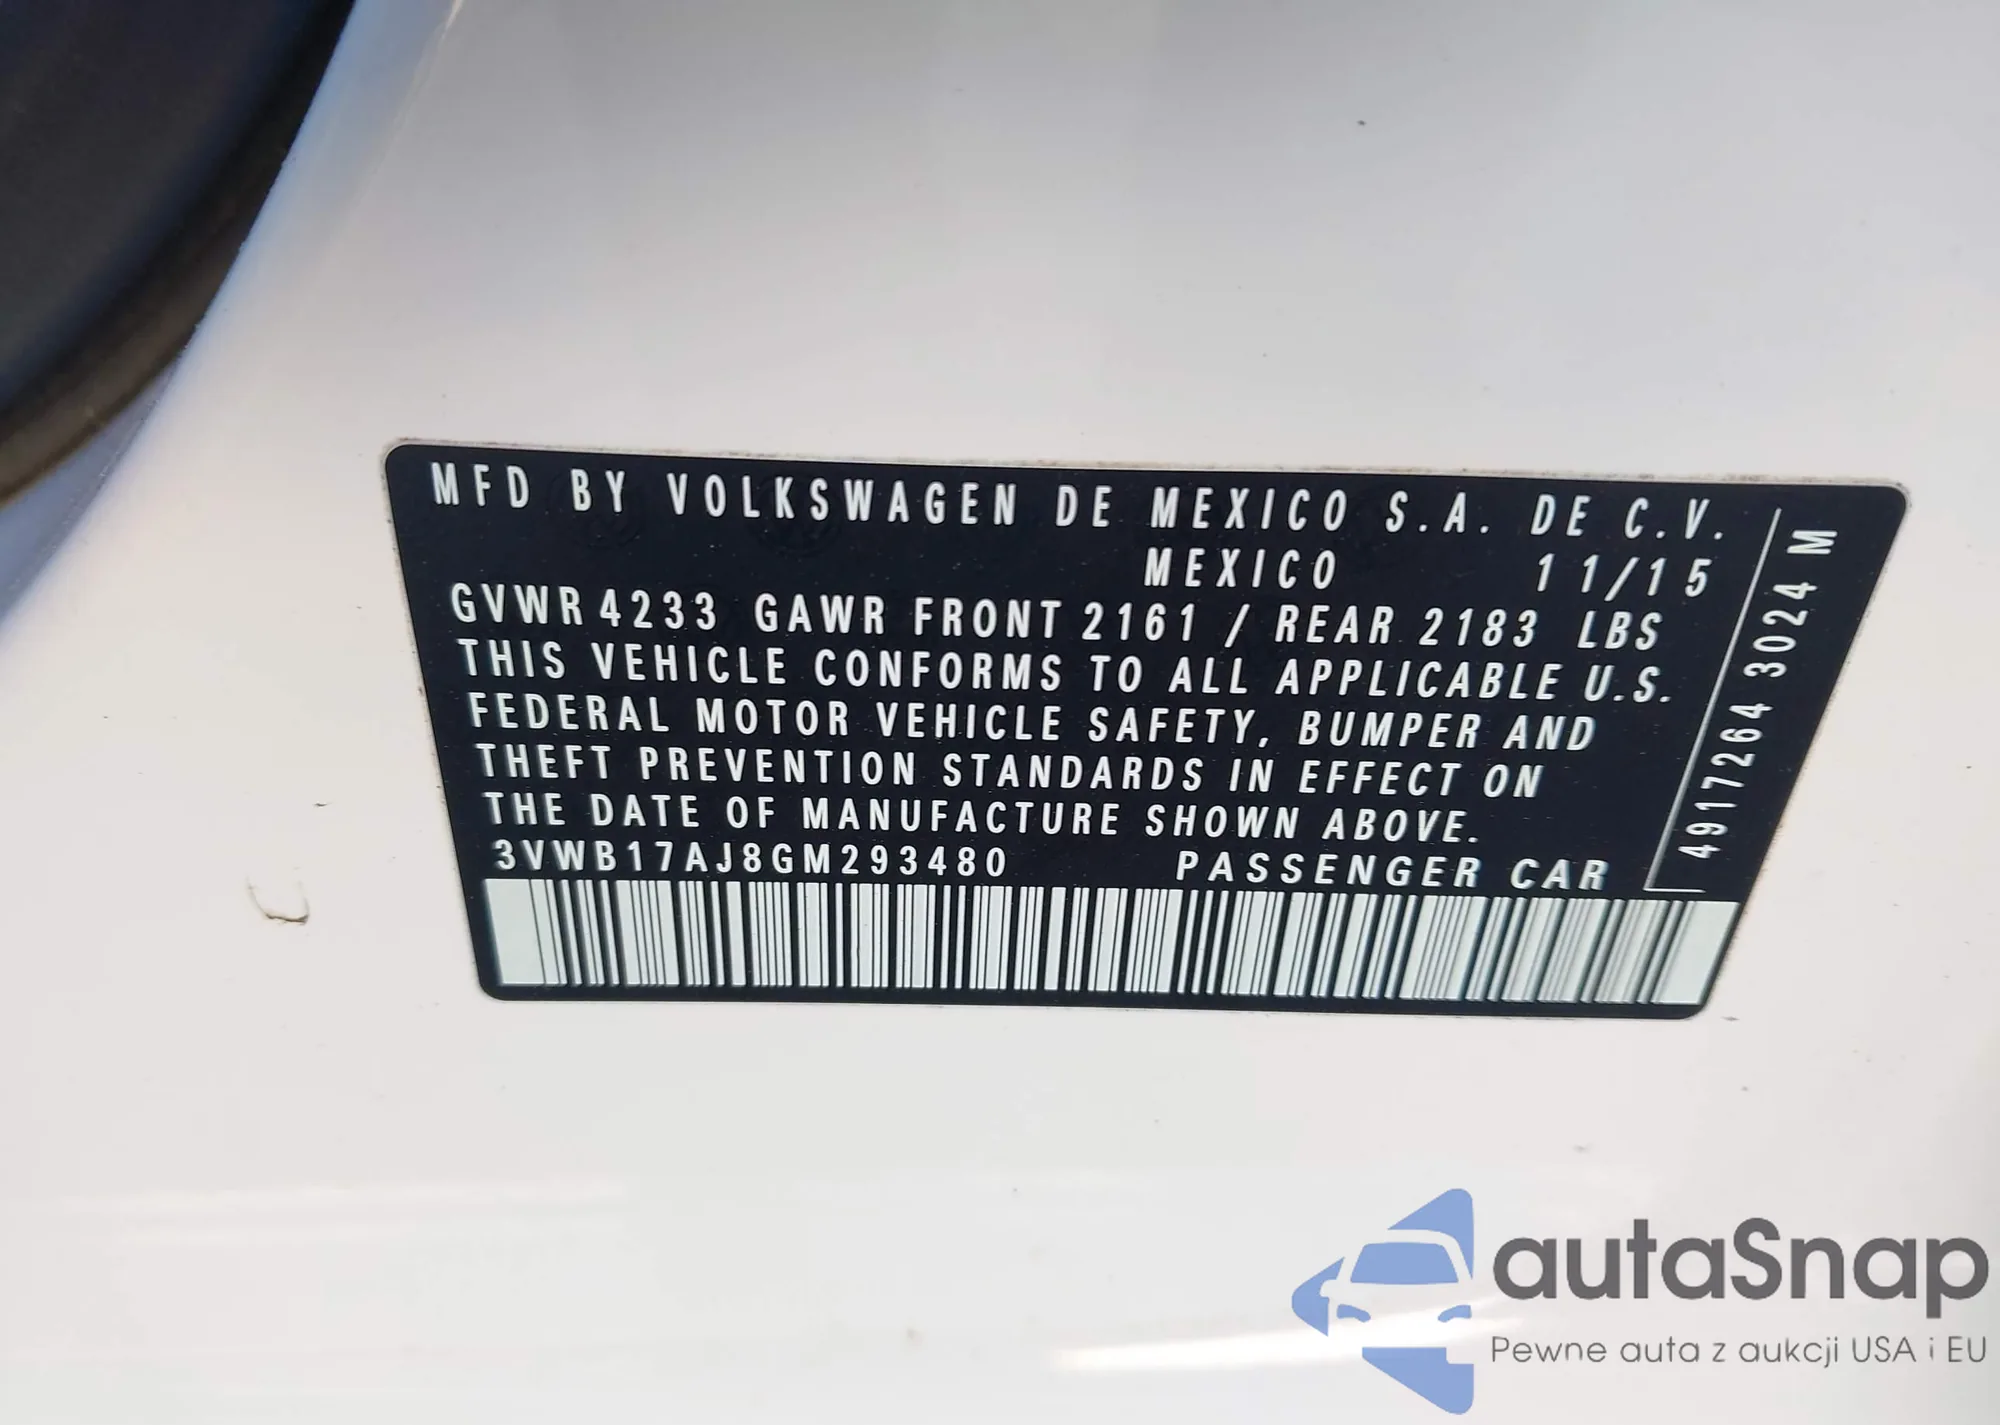 MFD BY VOLKSWAGEN DE MEXICO S.A. DE C.V.
MEXICO 11/15
GVWR 4233 GAWR FRONT 2161 / REAR 2183 LBS
THIS VEHICLE CONFORMS TO ALL APPLICABLE U.S.
FEDERAL MOTOR VEHICLE SAFETY, BUMPER AND
THEFT PREVENTION STANDARDS IN EFFECT ON
THE DATE OF MANUFACTURE SHOWN ABOVE.
3VWB17AJ8GM293480 PASSENGER CAR
4917264 3024 M
autaSnap
Pewne auta z aukcji USA i EU